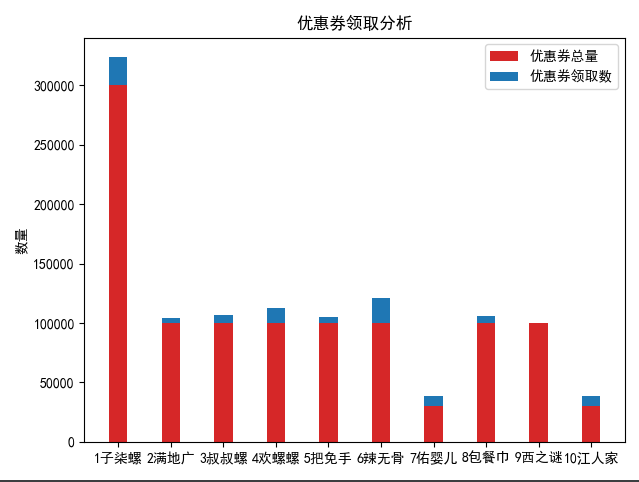 优惠券领取分析
优惠券总量
优惠券领取数
数量
300000
250000
200000
150000
100000
50000
0
1子柒螺 2满地广 3叔叔螺 4欢螺螺 5把免手 6辣无骨 7佑婴儿 8包餐巾 9西之谜 10江人家